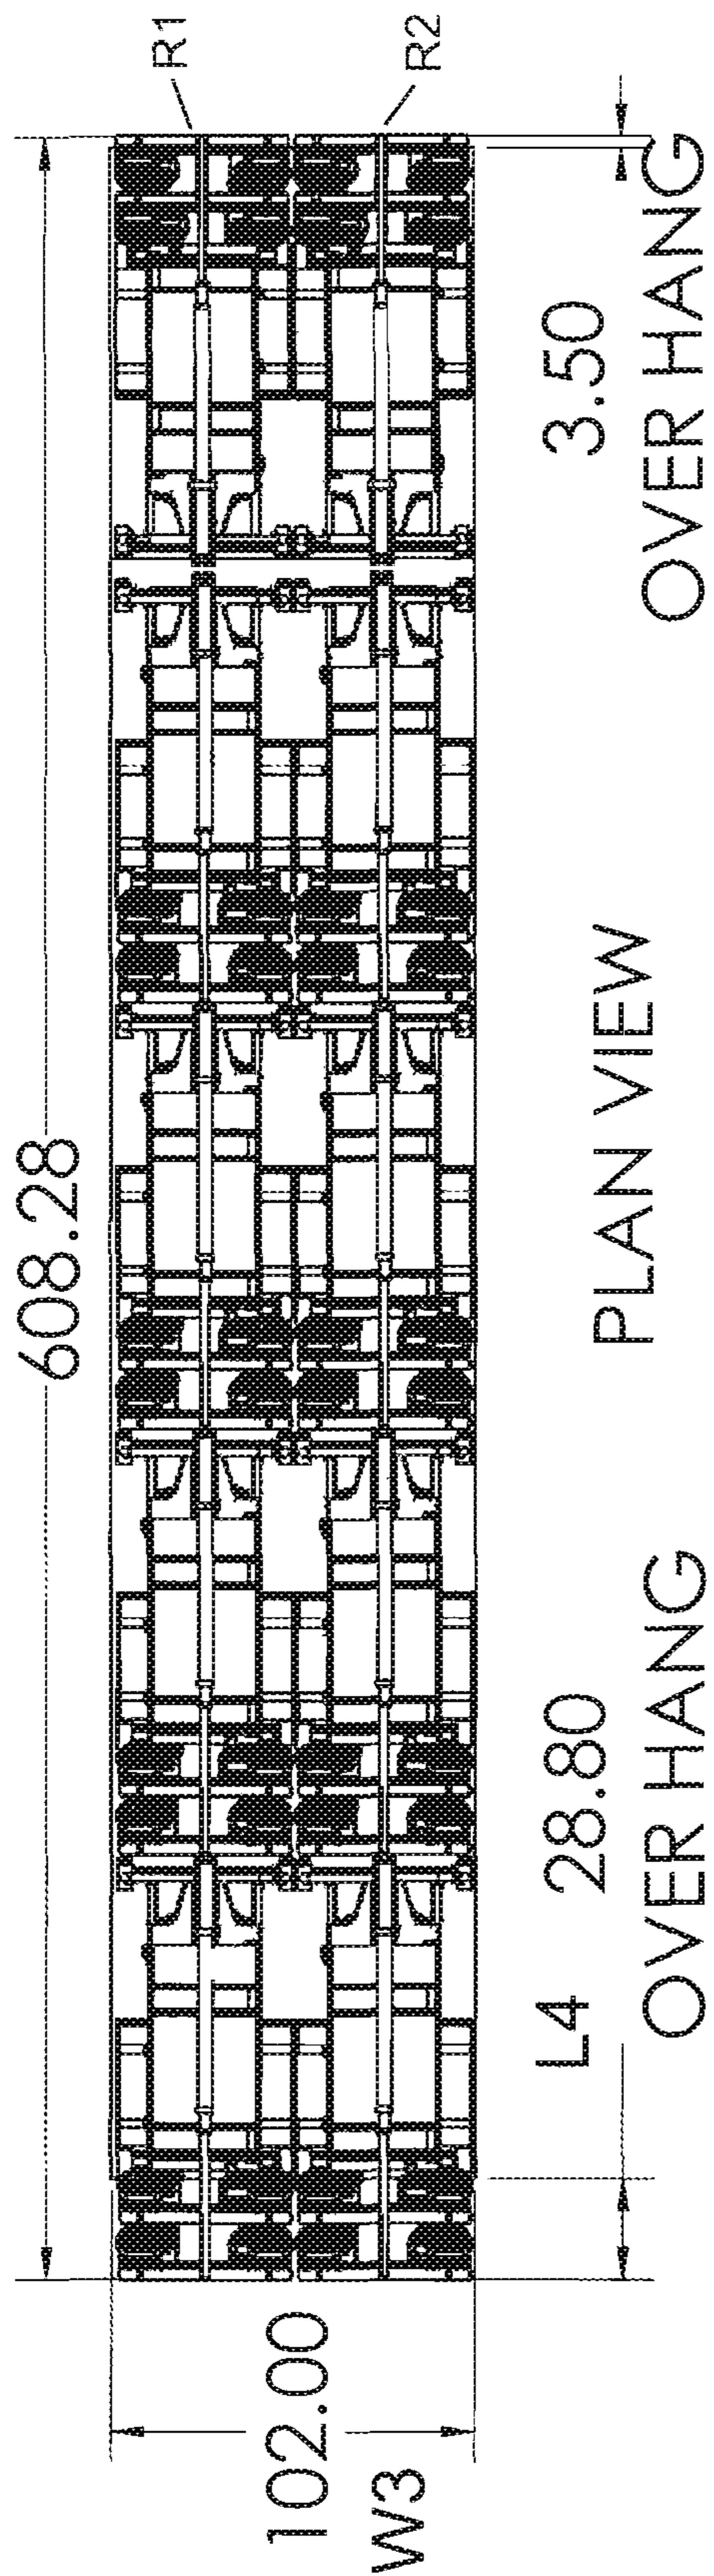 608.28
R1
R2
102.00
W3
L4 28.80
OVER HANG
PLAN VIEW
3.50
OVER HANG